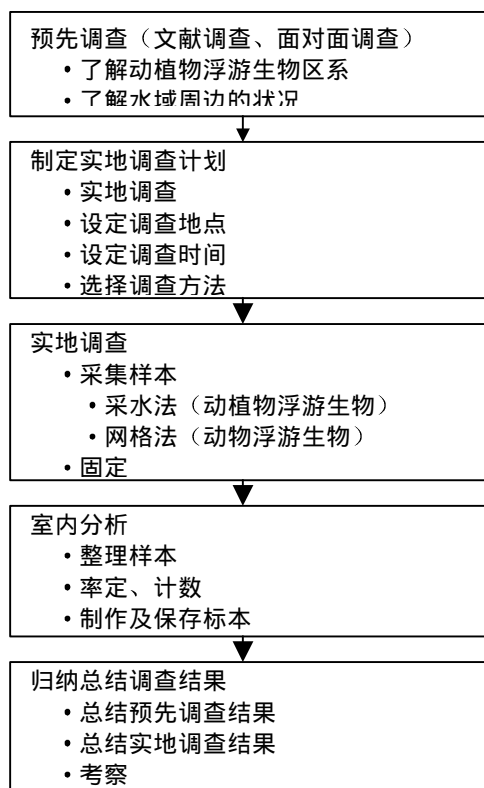 预先调查（文献调查、面对面调查）
• 了解动植物浮游生物区系
• 了解水域周边的状况
制定实地调查计划
• 实地调查
• 设定调查地点
• 设定调查时间
• 选择调查方法
实地调查
• 采集样本
• 采水法（动植物浮游生物）
• 网格法（动物浮游生物）
• 固定
室内分析
• 整理样本
• 率定、计数
• 制作及保存标本
归纳总结调查结果
• 总结预先调查结果
• 总结实地调查结果
• 考察